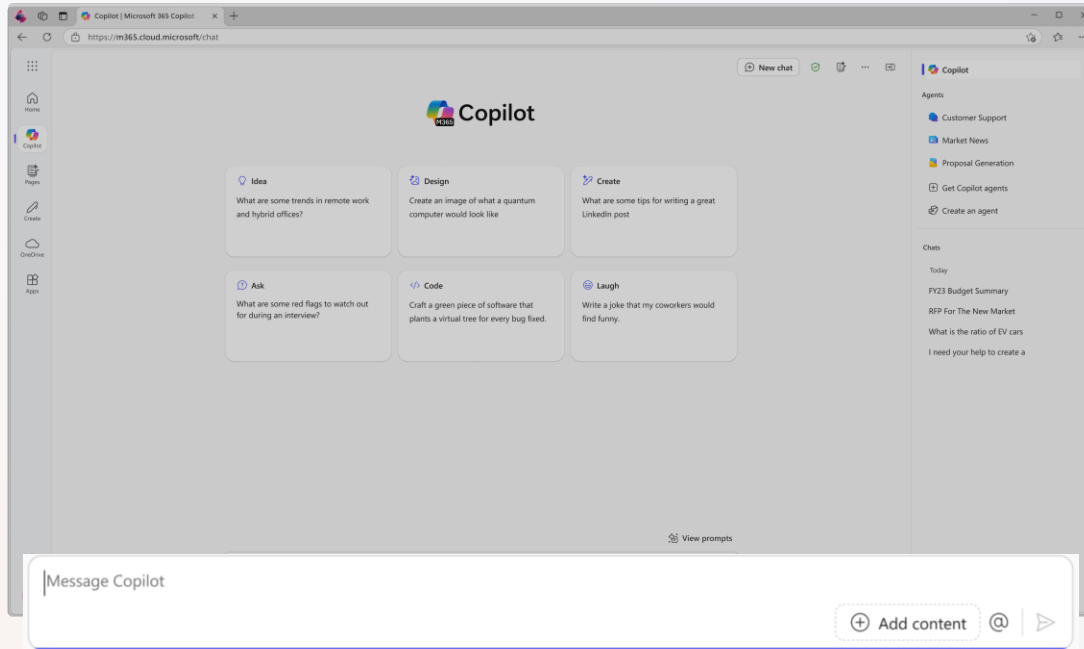 Copilot | Microsoft 365 Copilot
https://m365.cloud.microsoft/chat
New chat
Home
Copilot
Pages
Create
OneDrive
Apps
M365
Copilot
Idea
What are some trends in remote work
and hybrid offices?
Design
Create an image of what a quantum
computer would look like
Create
What are some tips for writing a great
LinkedIn post
Ask
What are some red flags to watch out
for during an interview?
Code
Craft a green piece of software that
plants a virtual tree for every bug fixed.
Laugh
Write a joke that my coworkers would
find funny.
View prompts
Message Copilot
Add content
Copilot
Agents
Customer Support
Market News
Proposal Generation
Get Copilot agents
Create an agent
Chats
Today
FY23 Budget Summary
RFP For The New Market
What is the ratio of EV cars
I need your help to create a